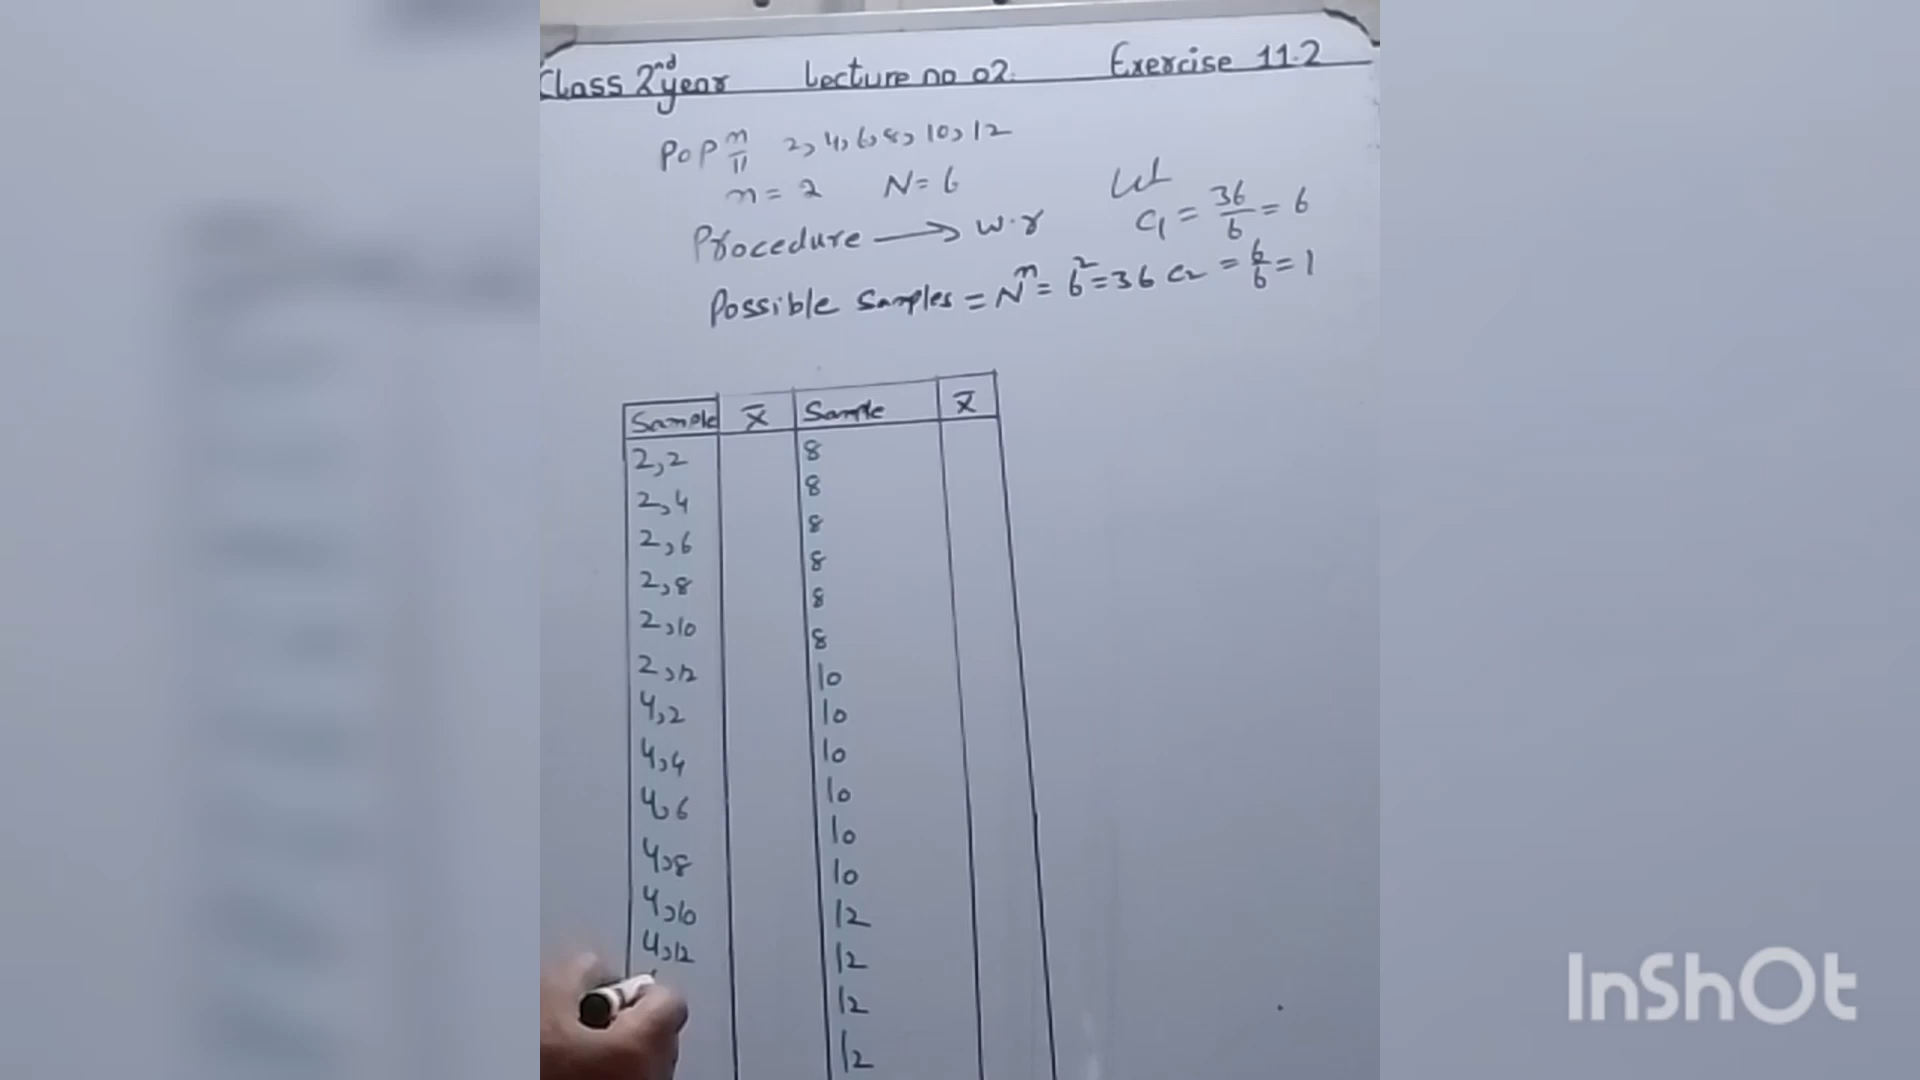 Class 2nd year Lecture no 02. Exercise 11.2
Popn 2, 4, 6, 8, 10, 12
n = 2 N = 6
Procedure → w.r
C1 = 36/6 = 6
Possible Samples = N^n = 6^2 = 36 C2 = 6/6 = 1
Sample x̄ Sample x̄
2,2 8
2,4 8
2,6 8
2,8 8
2,10 8
2,12 8
4,2 10
4,4 10
4,6 10
4,8 10
4,10 10
4,12 10
12
12
12
12
InShOt